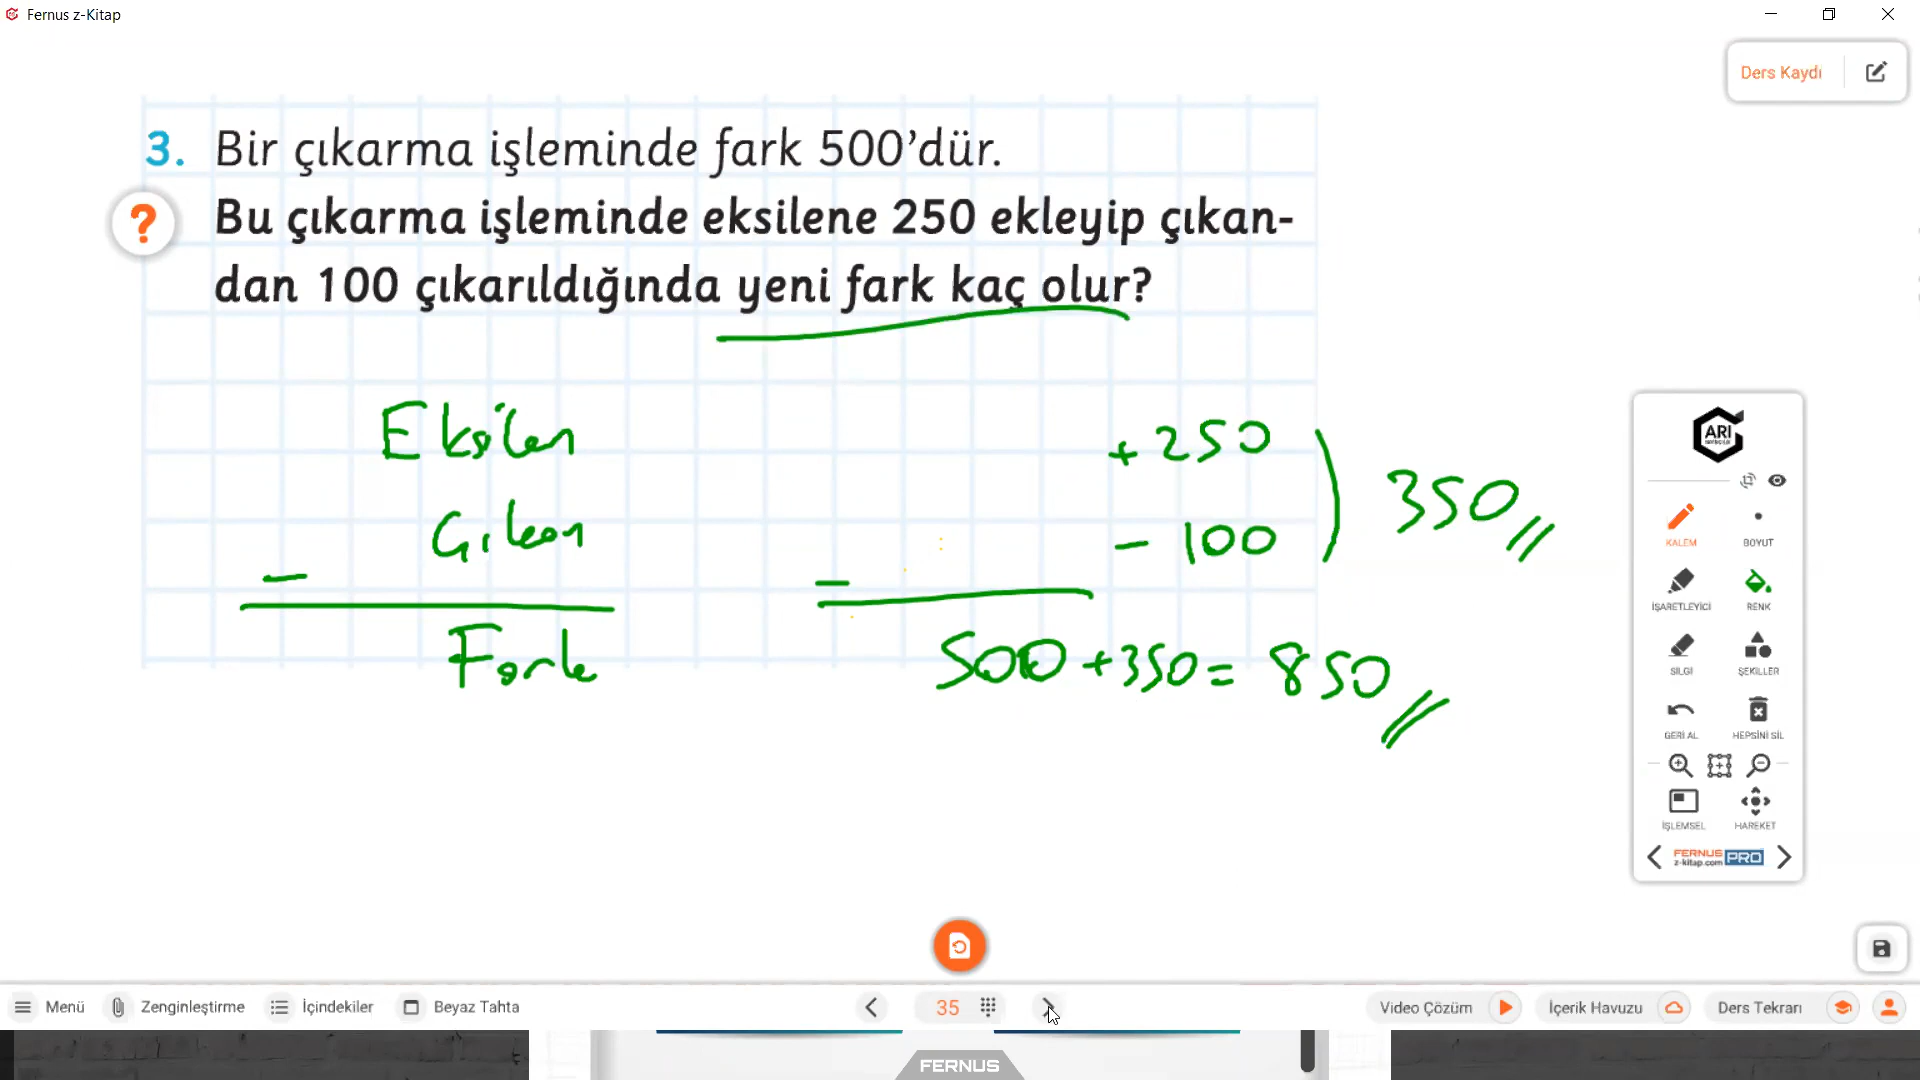 Fernus z-Kitap
Ders Kaydı
3. Bir çıkarma işleminde fark 500'dür.
?
Bu çıkarma işleminde eksilene 250 ekleyip çıkan-
dan 100 çıkarıldığında yeni fark kaç olur?
Eksilen
Çıkan
−
Fark
+ 250
− 100
350
−
500 + 350 = 850
ARI
KALEM BOYUT
İŞARETLEYİCİ RENK
SİLGİ ŞEKİLLER
GERİ AL HEPSİNİ SİL
İŞLEMSEL HAREKET
FERNUS PRO
z-kitap.com
Menü Zenginleştirme İçindekiler Beyaz Tahta 35 Video Çözüm İçerik Havuzu Ders Tekrarı
FERNUS